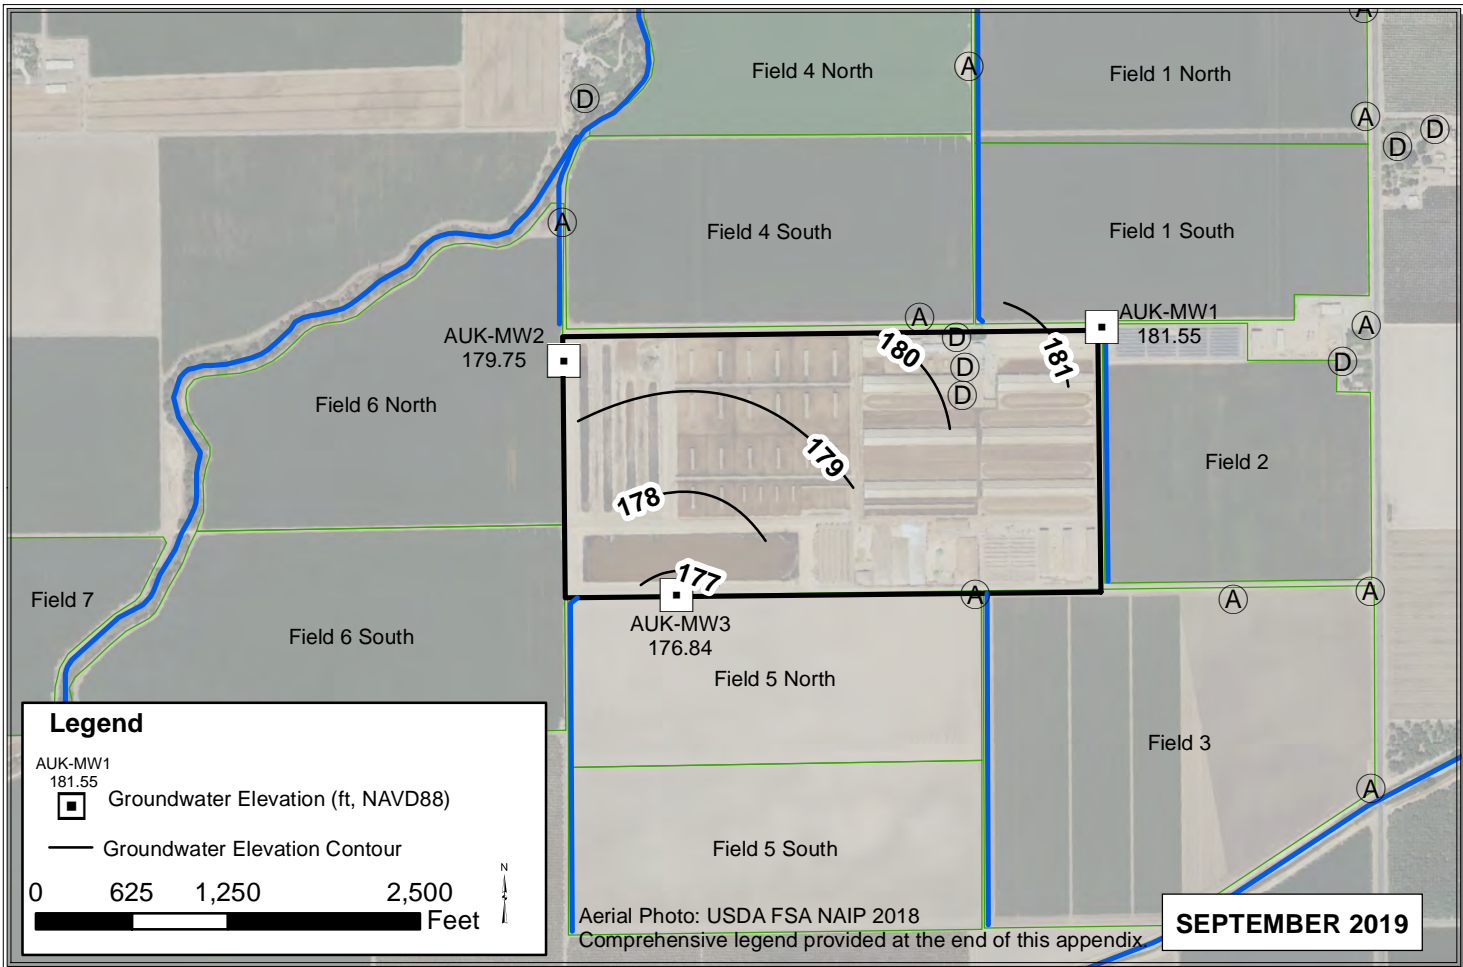 A
Field 4 North
A
Field 1 North
D
A
D
D
A
Field 4 South
Field 1 South
AUK-MW1
181.55
A
D
A
AUK-MW2
179.75
180
181
D
D
D
Field 6 North
179
Field 2
178
177
A
A
A
Field 7
AUK-MW3
176.84
Field 6 South
Field 5 North
Field 3
A
Field 5 South
Legend
AUK-MW1
181.55
Groundwater Elevation (ft, NAVD88)
Groundwater Elevation Contour
N
0 625 1,250 2,500
Feet
Aerial Photo: USDA FSA NAIP 2018
Comprehensive legend provided at the end of this appendix.
SEPTEMBER 2019